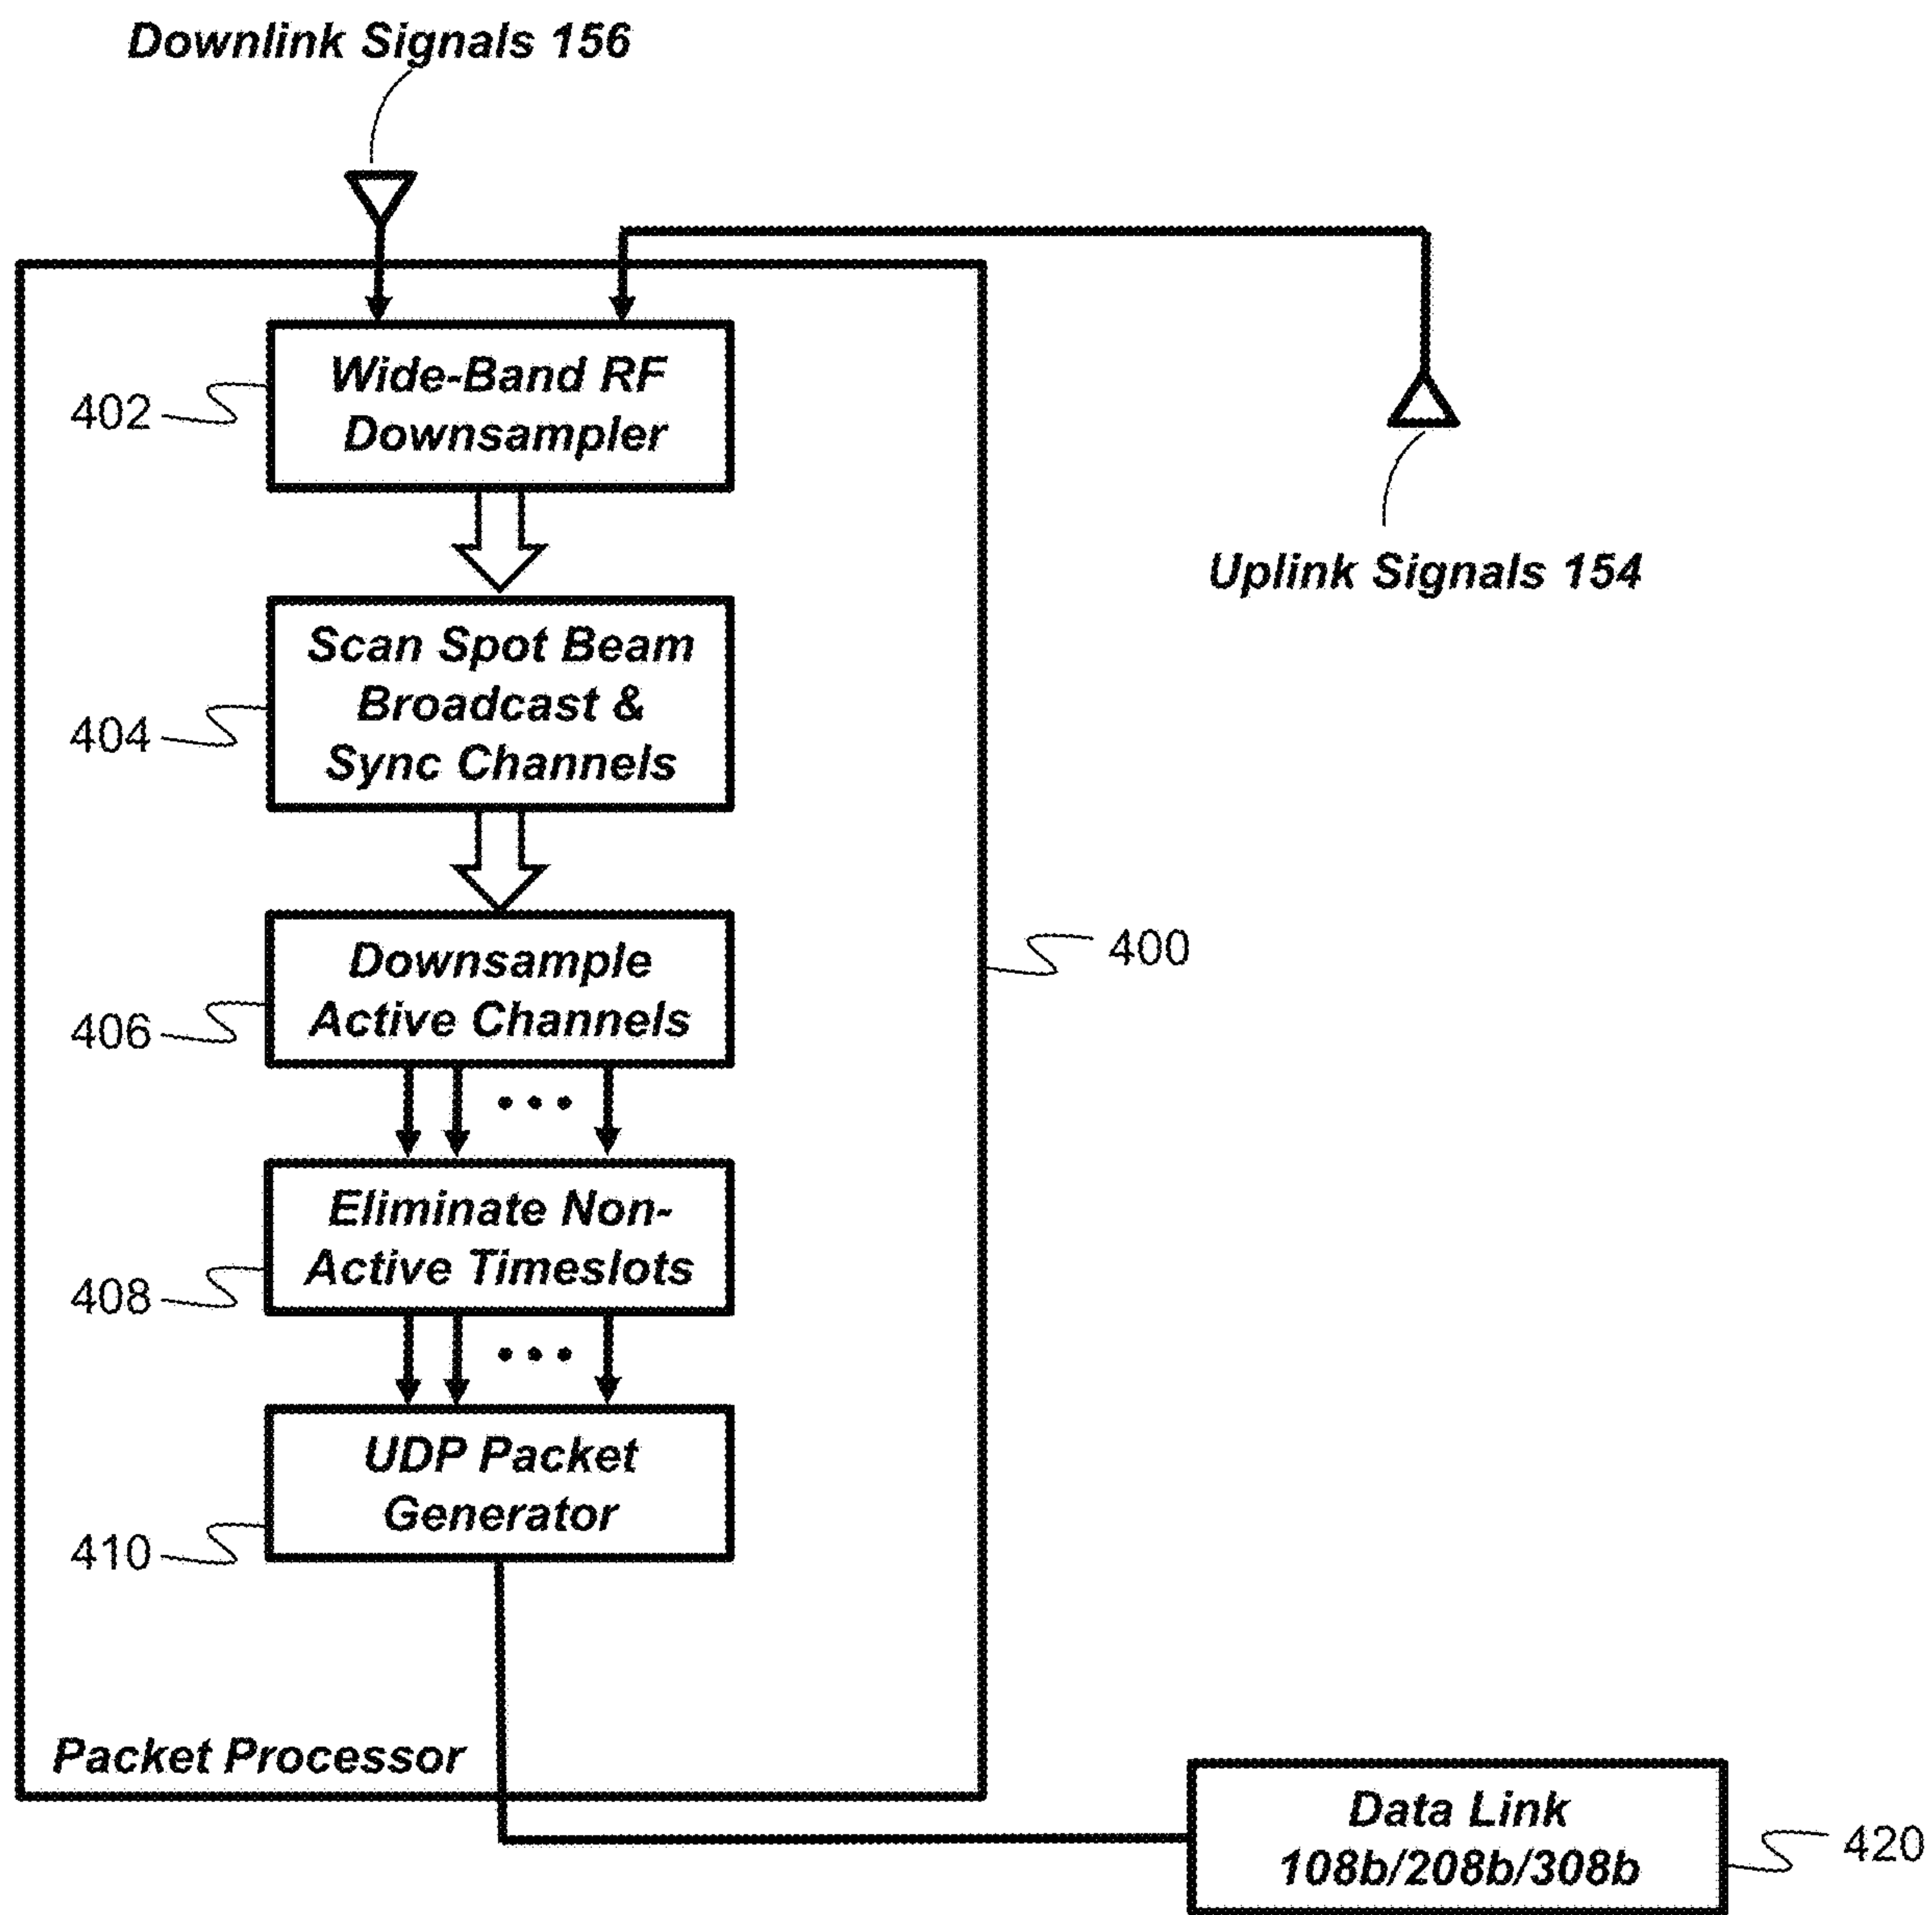 Downlink Signals 156
Wide-Band RF
Downsampler
402
Uplink Signals 154
Scan Spot Beam
Broadcast &
Sync Channels
404
Downsample
Active Channels
406
400
Eliminate Non-
Active Timeslots
408
UDP Packet
Generator
410
Packet Processor
Data Link
108b/208b/308b
420